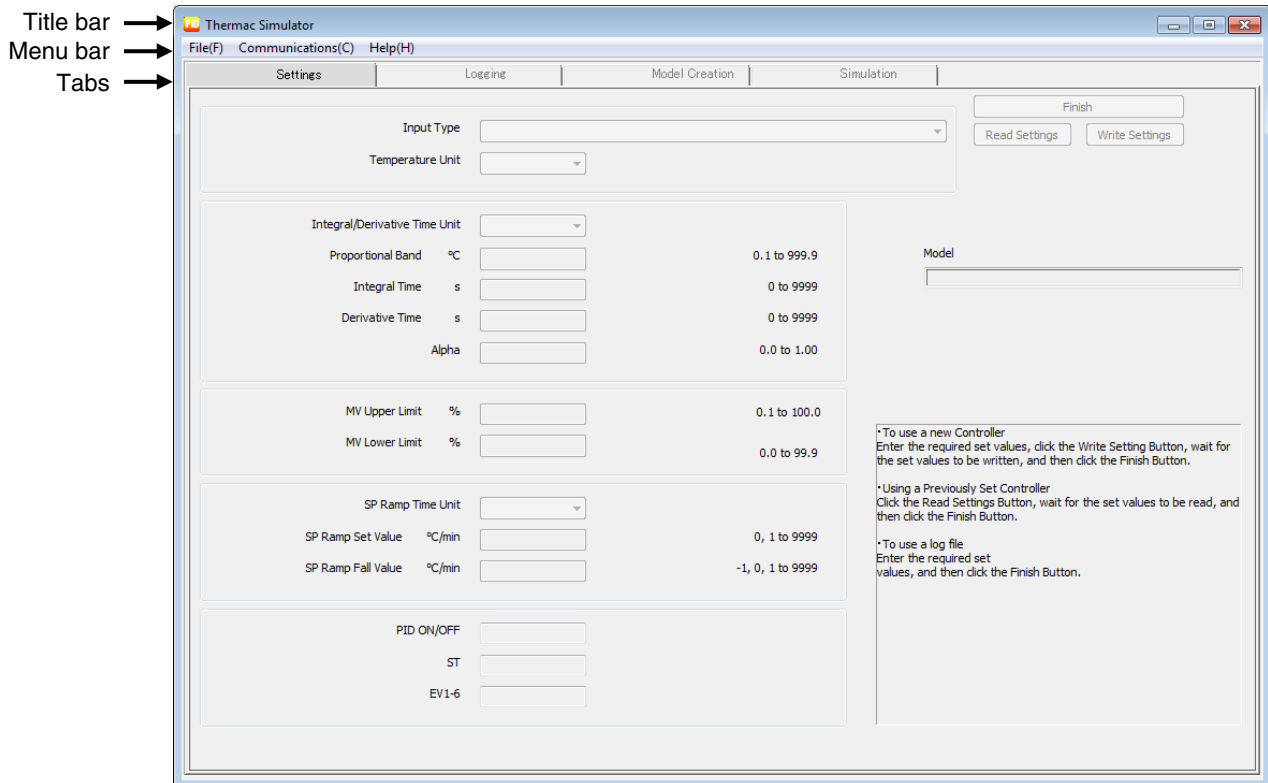 Title bar
Thermac Simulator
Menu bar
File(F) Communications(C) Help(H)
Tabs
Settings Logging Model Creation Simulation
Finish
Input Type
Read Settings Write Settings
Temperature Unit
Integral/Derivative Time Unit
Proportional Band ºC 0.1 to 999.9
Model
Integral Time s 0 to 9999
Derivative Time s 0 to 9999
Alpha 0.0 to 1.00
MV Upper Limit % 0.1 to 100.0
MV Lower Limit % 0.0 to 99.9
SP Ramp Time Unit
SP Ramp Set Value ºC/min 0, 1 to 9999
SP Ramp Fall Value ºC/min -1, 0, 1 to 9999
PID ON/OFF
ST
EV1-6
・To use a new Controller
Enter the required set values, click the Write Setting Button, wait for
the set values to be written, and then click the Finish Button.
・Using a Previously Set Controller
Click the Read Settings Button, wait for the set values to be read, and
then click the Finish Button.
・To use a log file
Enter the required set
values, and then click the Finish Button.